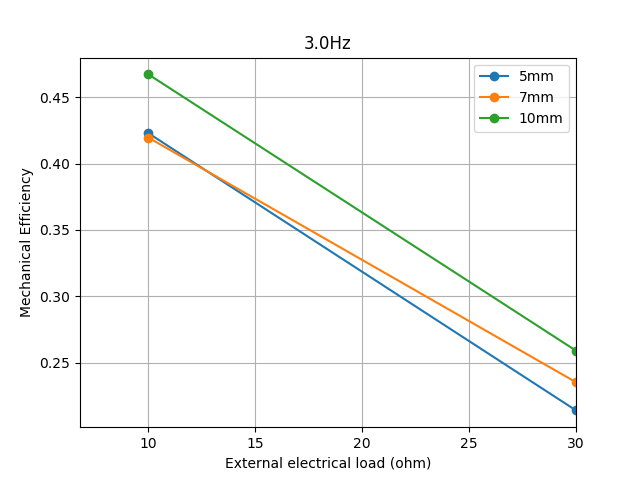 3.0Hz
5mm
7mm
10mm
Mechanical Efficiency
0.45
0.40
0.35
0.30
0.25
10 15 20 25 30
External electrical load (ohm)